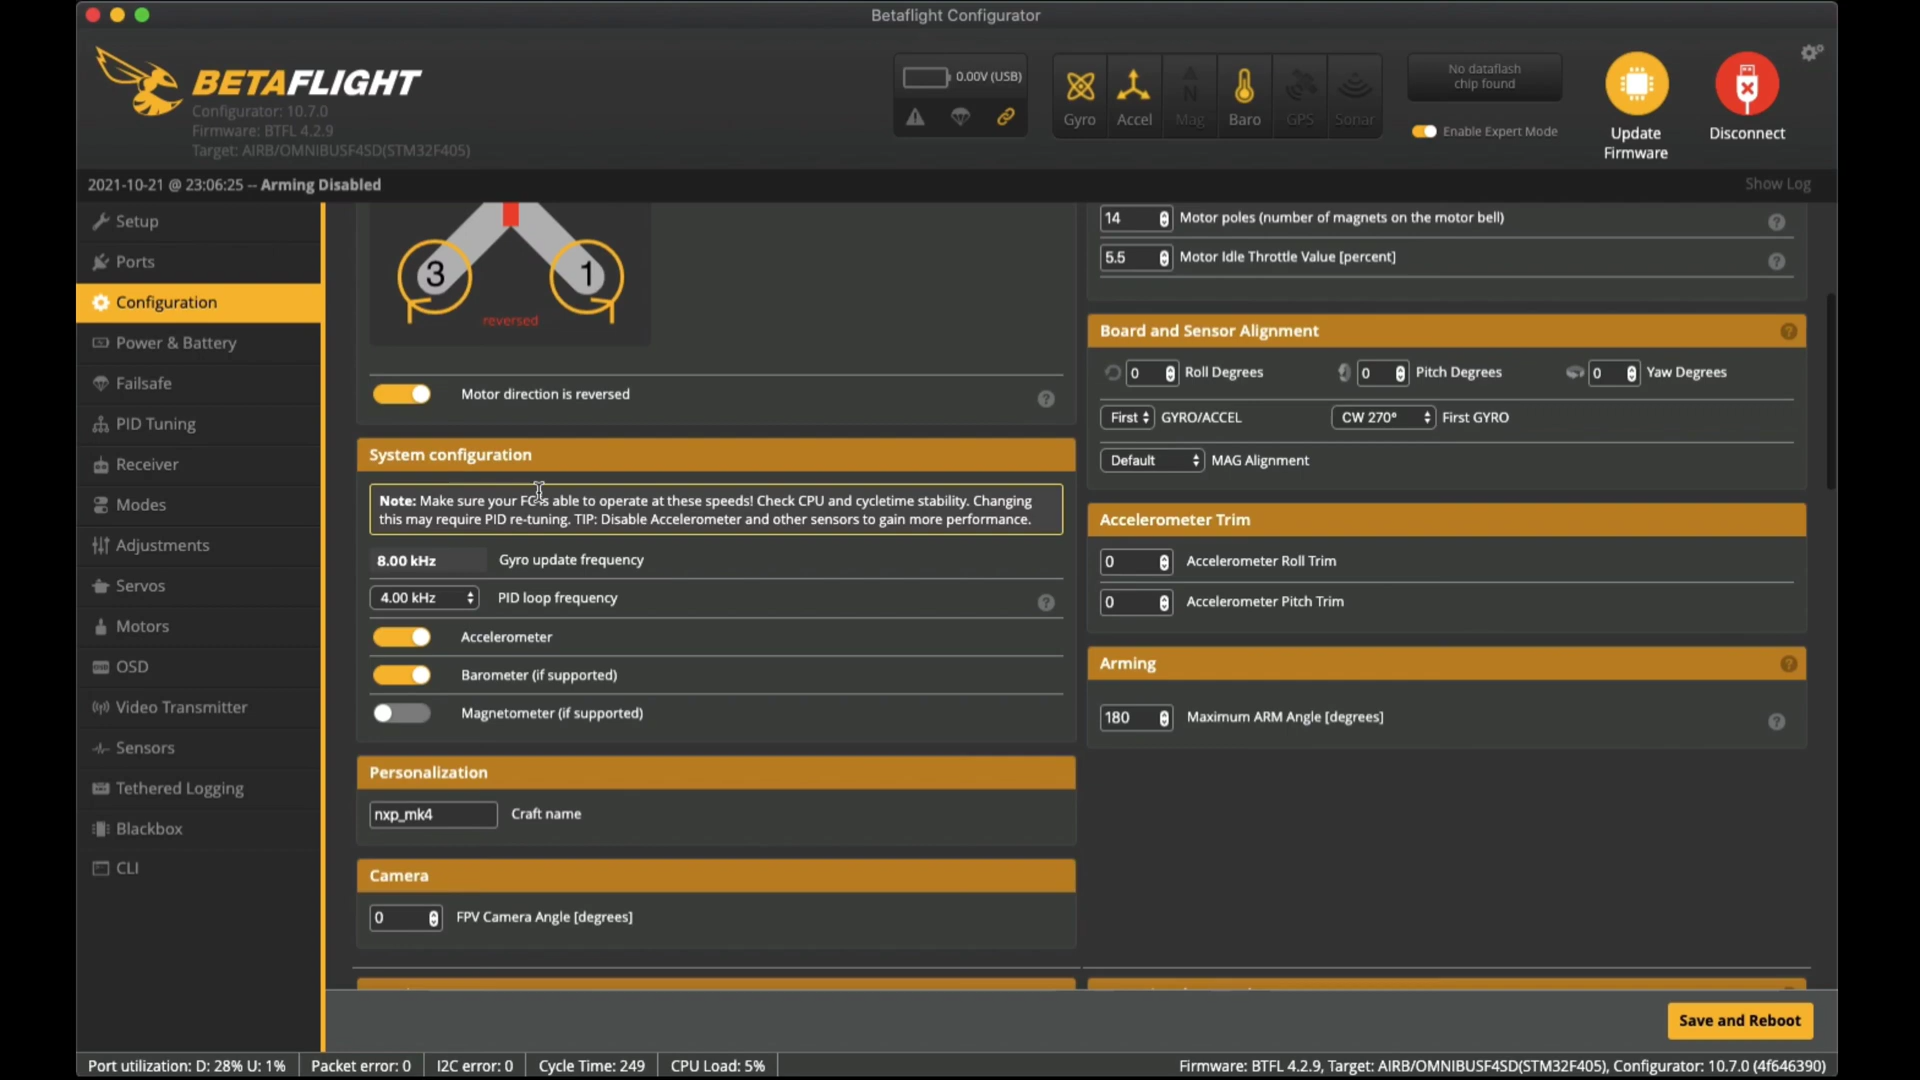 Betaflight Configurator
BETAFLIGHT
Configurator: 10.7.0
Firmware: BTFL 4.2.9
Target: AIRB/OMNIBUSF4SD(STM32F405)
0.00V (USB)
Gyro
Accel
Mag
Baro
GPS
Sonar
No dataflash
chip found
Enable Expert Mode
Update
Firmware
Disconnect
2021-10-21 @ 23:06:25 -- Arming Disabled
Show Log
Setup
Ports
Configuration
Power & Battery
Failsafe
PID Tuning
Receiver
Modes
Adjustments
Servos
Motors
OSD
Video Transmitter
Sensors
Tethered Logging
Blackbox
CLI
3
1
reversed
Motor direction is reversed
System configuration
Note: Make sure your FC is able to operate at these speeds! Check CPU and cycletime stability. Changing
this may require PID re-tuning. TIP: Disable Accelerometer and other sensors to gain more performance.
8.00 kHz Gyro update frequency
4.00 kHz PID loop frequency
Accelerometer
Barometer (if supported)
Magnetometer (if supported)
Personalization
nxp_mk4 Craft name
Camera
0 FPV Camera Angle [degrees]
14 Motor poles (number of magnets on the motor bell)
5.5 Motor Idle Throttle Value [percent]
Board and Sensor Alignment
0 Roll Degrees 0 Pitch Degrees 0 Yaw Degrees
First GYRO/ACCEL CW 270° First GYRO
Default MAG Alignment
Accelerometer Trim
0 Accelerometer Roll Trim
0 Accelerometer Pitch Trim
Arming
180 Maximum ARM Angle [degrees]
Save and Reboot
Port utilization: D: 28% U: 1% Packet error: 0 I2C error: 0 Cycle Time: 249 CPU Load: 5% Firmware: BTFL 4.2.9, Target: AIRB/OMNIBUSF4SD(STM32F405), Configurator: 10.7.0 (4f646390)